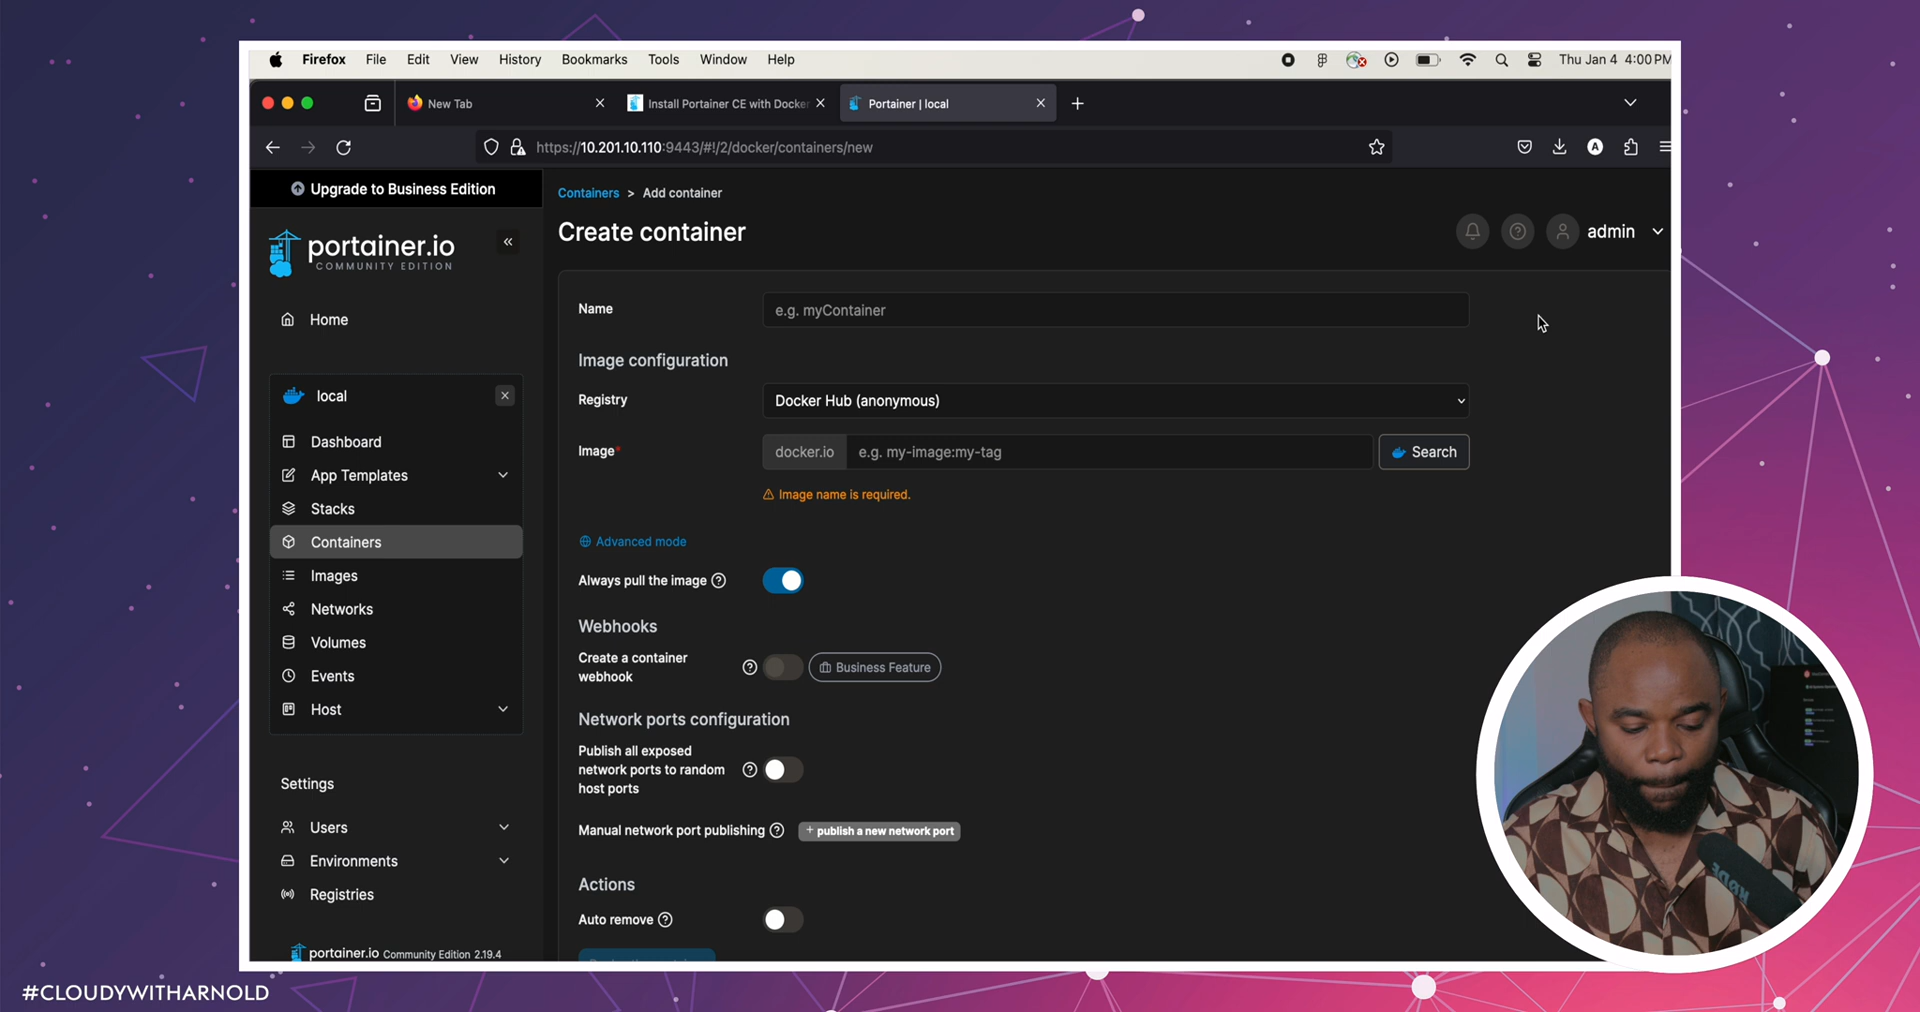 Firefox File Edit View History Bookmarks Tools Window Help Thu Jan 4 4:00 PM
New Tab Install Portainer CE with Docker Portainer | local
https://10.201.10.110:9443/#!/2/docker/containers/new
Upgrade to Business Edition
portainer.io
COMMUNITY EDITION
Home
local
Dashboard
App Templates
Stacks
Containers
Images
Networks
Volumes
Events
Host
Settings
Users
Environments
Registries
portainer.io Community Edition 2.19.4
Containers > Add container
Create container
admin
Name e.g. myContainer
Image configuration
Registry Docker Hub (anonymous)
Image* docker.io e.g. my-image:my-tag Search
Image name is required.
Advanced mode
Always pull the image
Webhooks
Create a container
webhook
Business Feature
Network ports configuration
Publish all exposed
network ports to random
host ports
Manual network port publishing + publish a new network port
Actions
Auto remove
RØDE
#CLOUDYWITHARNOLD